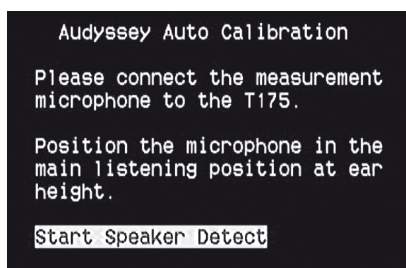 Audyssey Auto Calibration
Please connect the measurement
microphone to the T175.
Position the microphone in the
main listening position at ear
height.
Start Speaker Detect